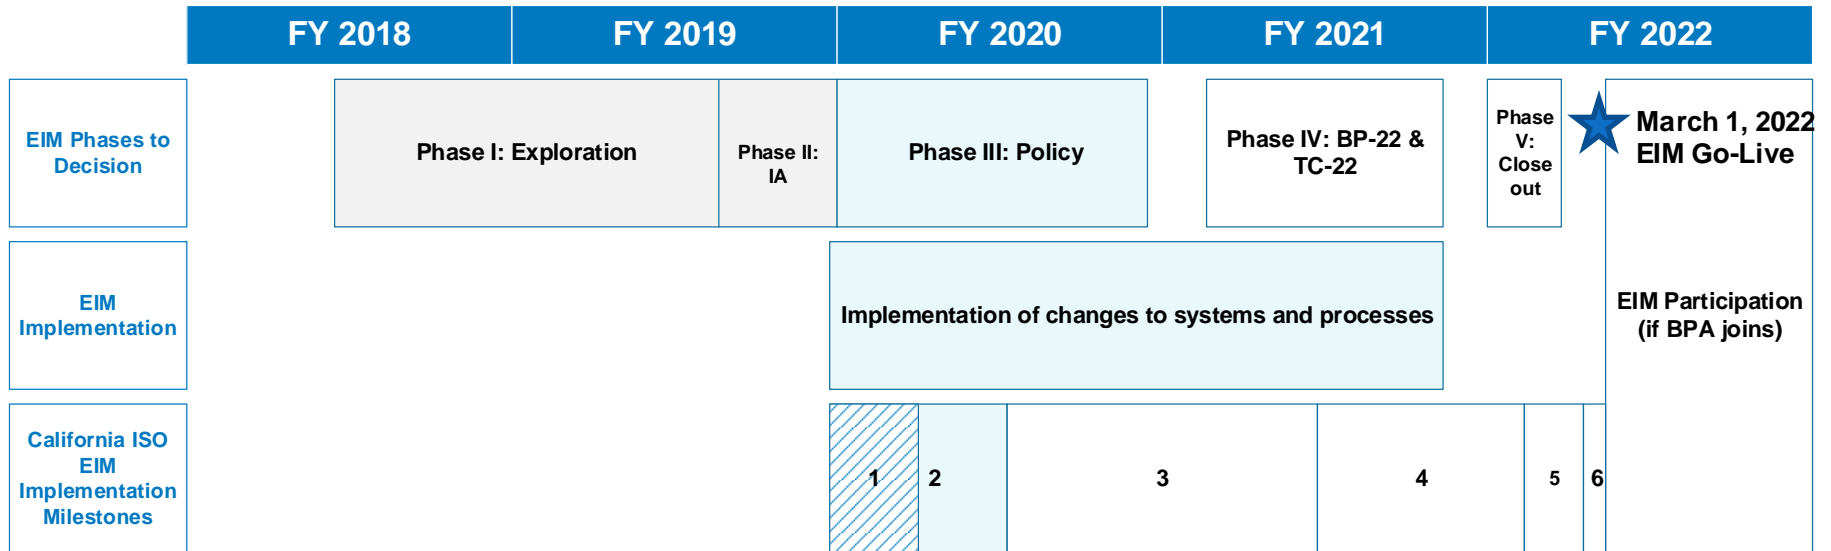 FY 2018
FY 2019
FY 2020
FY 2021
FY 2022
EIM Phases to
Decision
Phase I: Exploration
Phase II:
IA
Phase III: Policy
Phase IV: BP-22 &
TC-22
Phase
V:
Close
out
March 1, 2022
EIM Go-Live
EIM
Implementation
Implementation of changes to systems and processes
EIM Participation
(if BPA joins)
California ISO
EIM
Implementation
Milestones
1
2
3
4
5
6